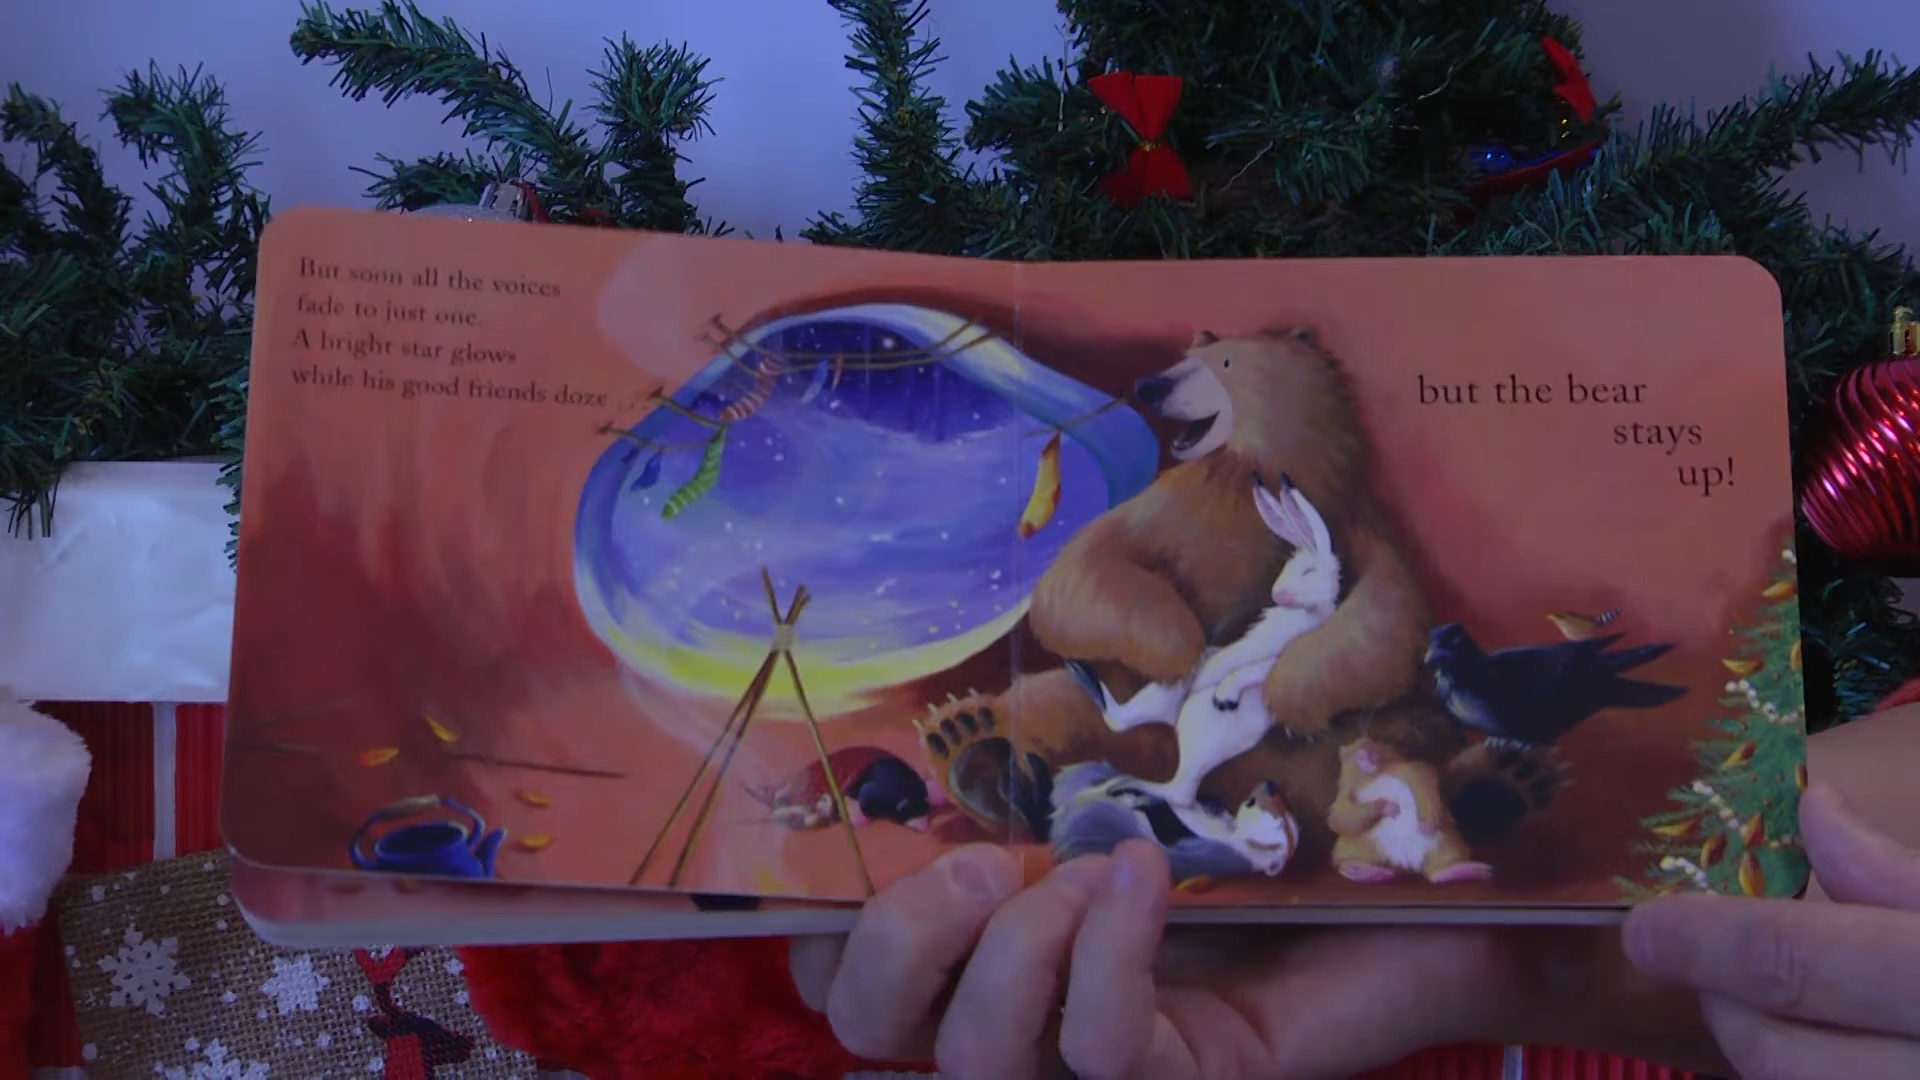 But soon all the voices
fade to just one.
A bright star glows
while his good friends doze . . .
but the bear
stays
up!